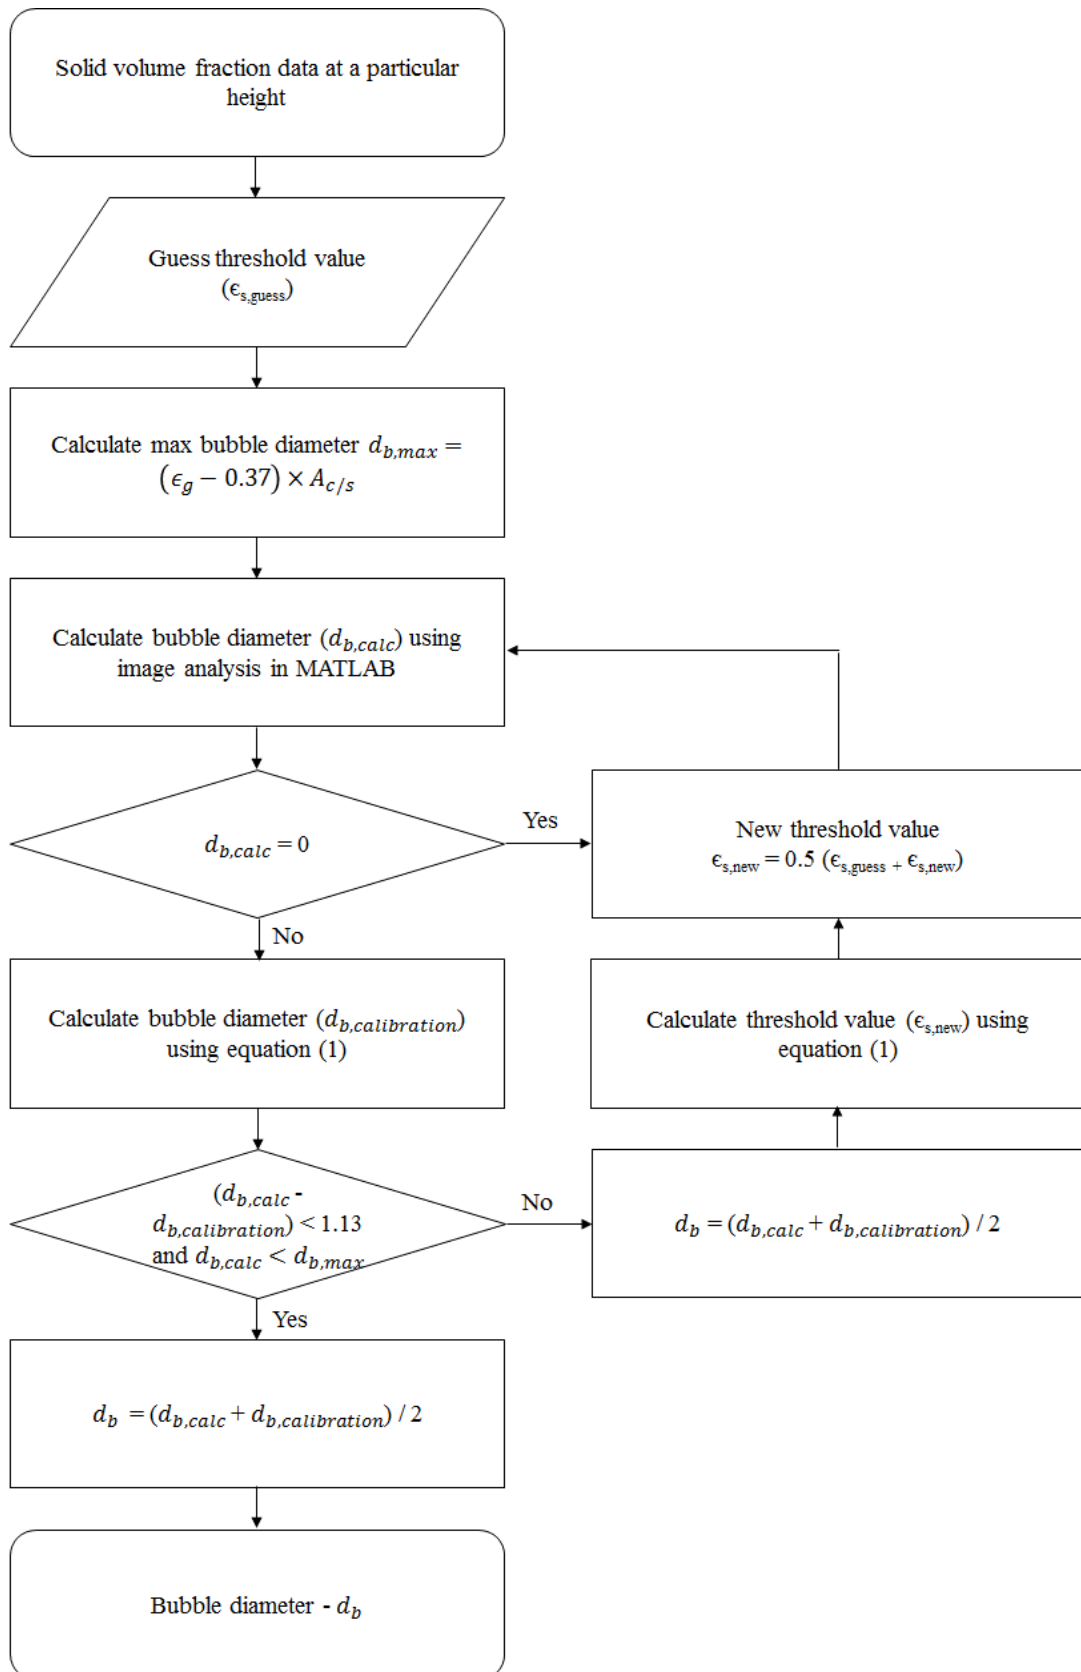 Solid volume fraction data at a particular
height
Guess threshold value
(ϵs,guess)
Calculate max bubble diameter db,max =
(ϵg − 0.37) × Ac/s
Calculate bubble diameter (db,calc) using
image analysis in MATLAB
db,calc = 0
Yes
New threshold value
ϵs,new = 0.5 (ϵs,guess + ϵs,new)
No
Calculate bubble diameter (db,calibration)
using equation (1)
Calculate threshold value (ϵs,new) using
equation (1)
(db,calc -
db,calibration) < 1.13
and db,calc < db,max
No
db = (db,calc + db,calibration) / 2
Yes
db = (db,calc + db,calibration) / 2
Bubble diameter - db